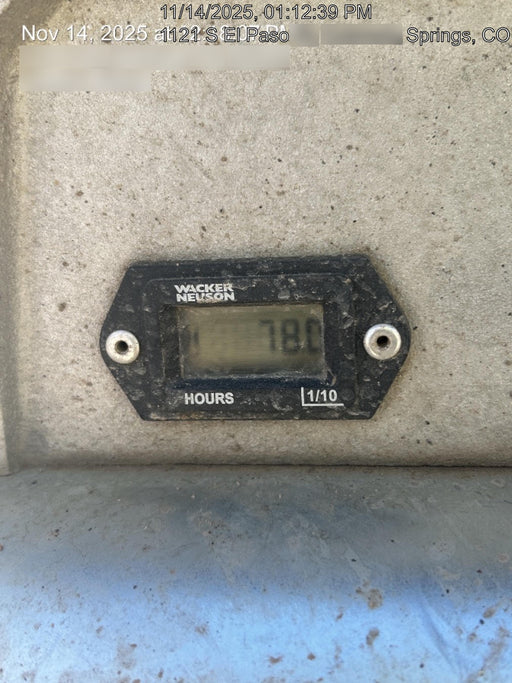 11/14/2025, 01:12:39 PM
Nov 14, 2025 at
1121 S El Paso Springs, CO
WACKER
NEUSON
780
HOURS 1/10